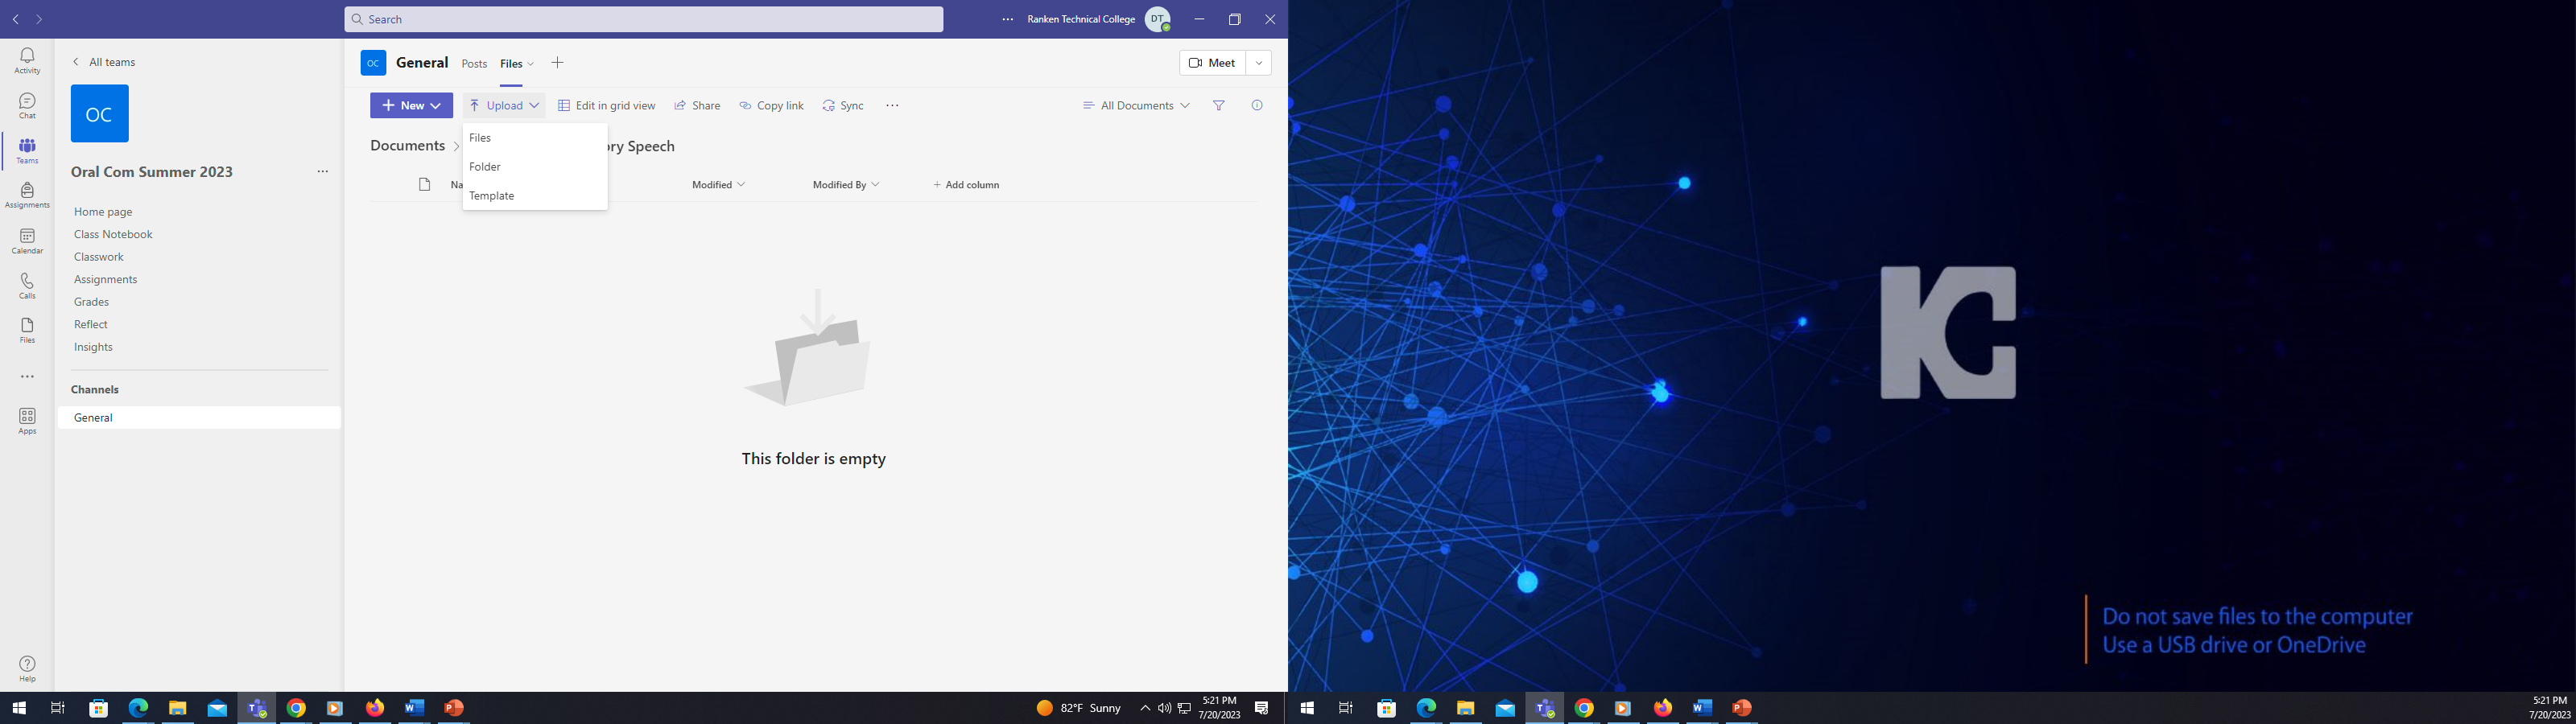 Search
Ranken Technical College
DT
Activity
Chat
Teams
Assignments
Calendar
Calls
Files
Apps
Help
All teams
OC
Oral Com Summer 2023
Home page
Class Notebook
Classwork
Assignments
Grades
Reflect
Insights
Channels
General
OC General Posts Files
Meet
New Upload Edit in grid view Share Copy link Sync
All Documents
Files
Folder
Template
Documents > ory Speech
Na Modified Modified By + Add column
This folder is empty
KC
Do not save files to the computer
Use a USB drive or OneDrive
82°F Sunny
5:21 PM
7/20/2023
5:21 PM
7/20/2023